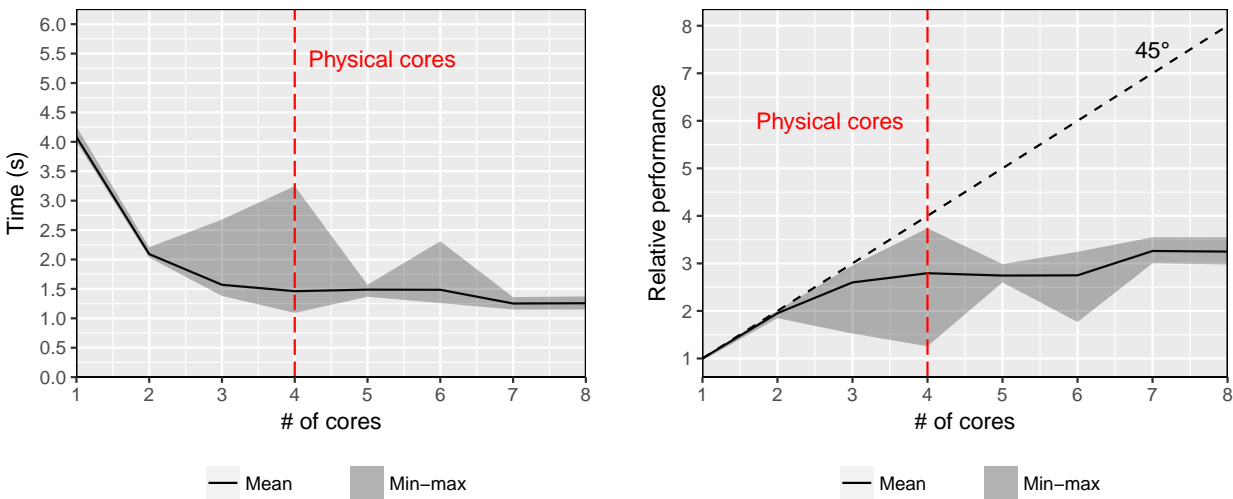 6.0
5.5
5.0
4.5
4.0
3.5
3.0
2.5
2.0
1.5
1.0
0.5
0.0
Time (s)
Physical cores
1 2 3 4 5 6 7 8
# of cores
Mean Min−max
8
7
6
5
4
3
2
1
Relative performance
45°
Physical cores
1 2 3 4 5 6 7 8
# of cores
Mean Min−max